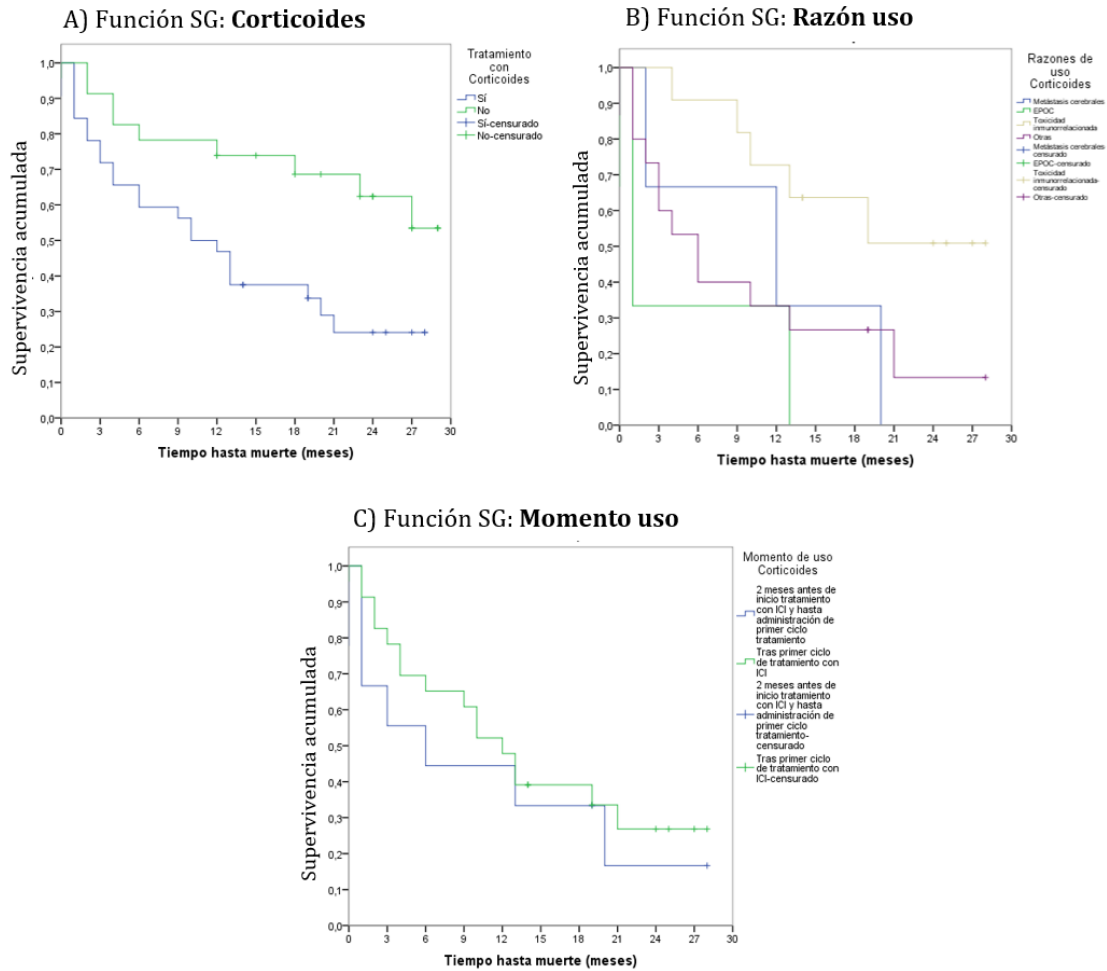 A) Función SG: Corticoides
Supervivencia acumulada
1,0
0,9
0,8
0,7
0,6
0,5
0,4
0,3
0,2
0,1
0,0
0 3 6 9 12 15 18 21 24 27 30
Tiempo hasta muerte (meses)
Tratamiento
con
Corticoides
Sí
No
Sí-censurado
No-censurado
B) Función SG: Razón uso
Supervivencia acumulada
1,0
0,9
0,8
0,7
0,6
0,5
0,4
0,3
0,2
0,1
0,0
0 3 6 9 12 15 18 21 24 27 30
Tiempo hasta muerte (meses)
Razones de
uso
Corticoides
Metástasis cerebrales
EPOC
Toxicidad
inmunorrelacionada
Otras
Metástasis cerebrales-
censurado
EPOC-censurado
Toxicidad
inmunorrelacionada-
censurado
Otras-censurado
C) Función SG: Momento uso
Supervivencia acumulada
1,0
0,9
0,8
0,7
0,6
0,5
0,4
0,3
0,2
0,1
0,0
0 3 6 9 12 15 18 21 24 27 30
Tiempo hasta muerte (meses)
Momento de uso
Corticoides
2 meses antes de
inicio tratamiento
con ICI y hasta
administración de
primer ciclo
tratamiento
Tras primer ciclo
de tratamiento con
ICI
2 meses antes de
inicio tratamiento
con ICI y hasta
administración de
primer ciclo
tratamiento-
censurado
Tras primer ciclo
de tratamiento con
ICI-censurado